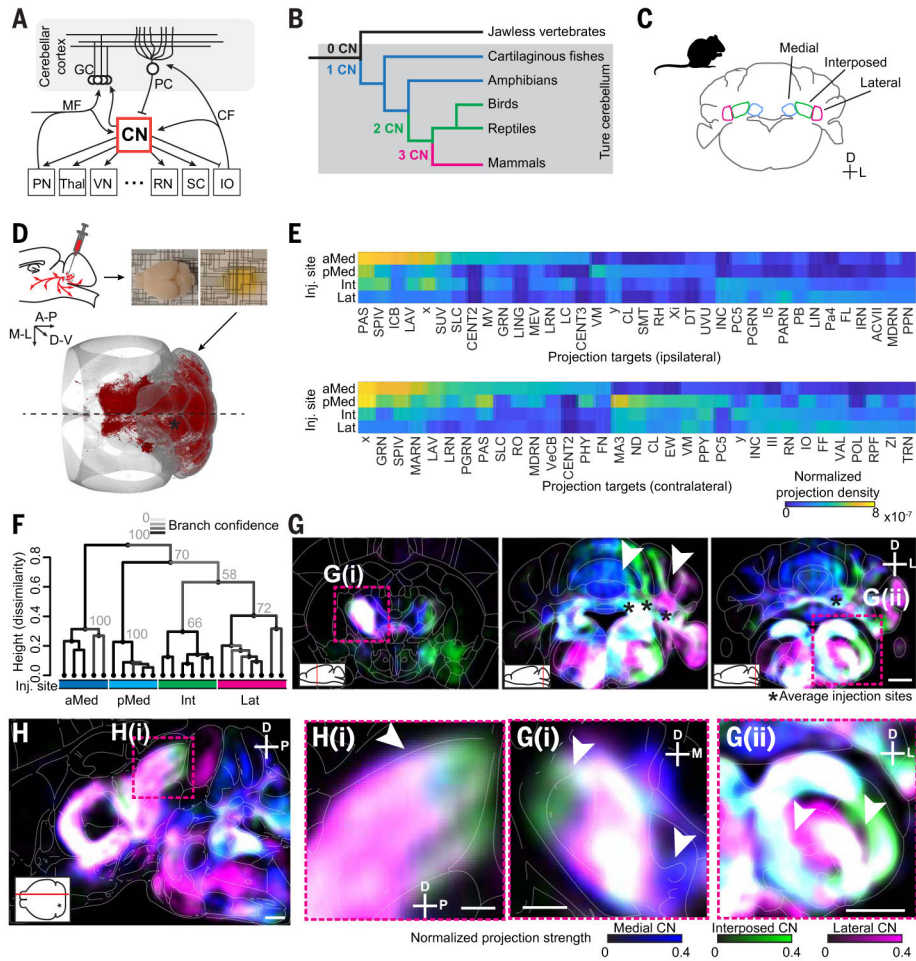 A
Cerebellar
cortex
GC
PC
MF
CF
CN
PN
Thal
VN
RN
SC
IO
B
Jawless vertebrates
0 CN
Cartilaginous fishes
1 CN
Amphibians
Birds
2 CN
Reptiles
3 CN
Mammals
Ture cerebellum
C
Medial
Interposed
Lateral
D
L
D
A-P
M-L
D-V
*
E
Inj. site
aMed
pMed
Int
Lat
PAS SPIV ICB LAV x SUV SLC CENT2 MV GRN LING MEV LRN LC CENT3 VM y CL SMT RH Xi DT UVU INC PC5 PGRN I5 PARN PB LIN Pa4 FL IRN ACVII MDRN PPN
Projection targets (ipsilateral)
Inj. site
aMed
pMed
Int
Lat
x GRN SPIV MARN LAV LRN PGRN PAS SLC RO MDRN VeCB CENT2 PHY FN MA3 ND CL EW VM PPY PC5 y INC III RN IO FF VAL POL RPF ZI TRN
Projection targets (contralateral)
Normalized
projection density
0 8
x10-7
F
0
Branch confidence
100
100
70
58
72
100
100
66
Height (dissimilarity)
0.8
0.6
0.4
0.2
0.0
Inj. site
aMed pMed Int Lat
G
G(i)
* * *
*
D
L
G(ii)
*Average injection sites
H
H(i)
D
P
*
H(i)
D
P
G(i)
D
M
G(ii)
D
L
Normalized projection strength
Medial CN
0 0.4
Interposed CN
0 0.4
Lateral CN
0 0.4